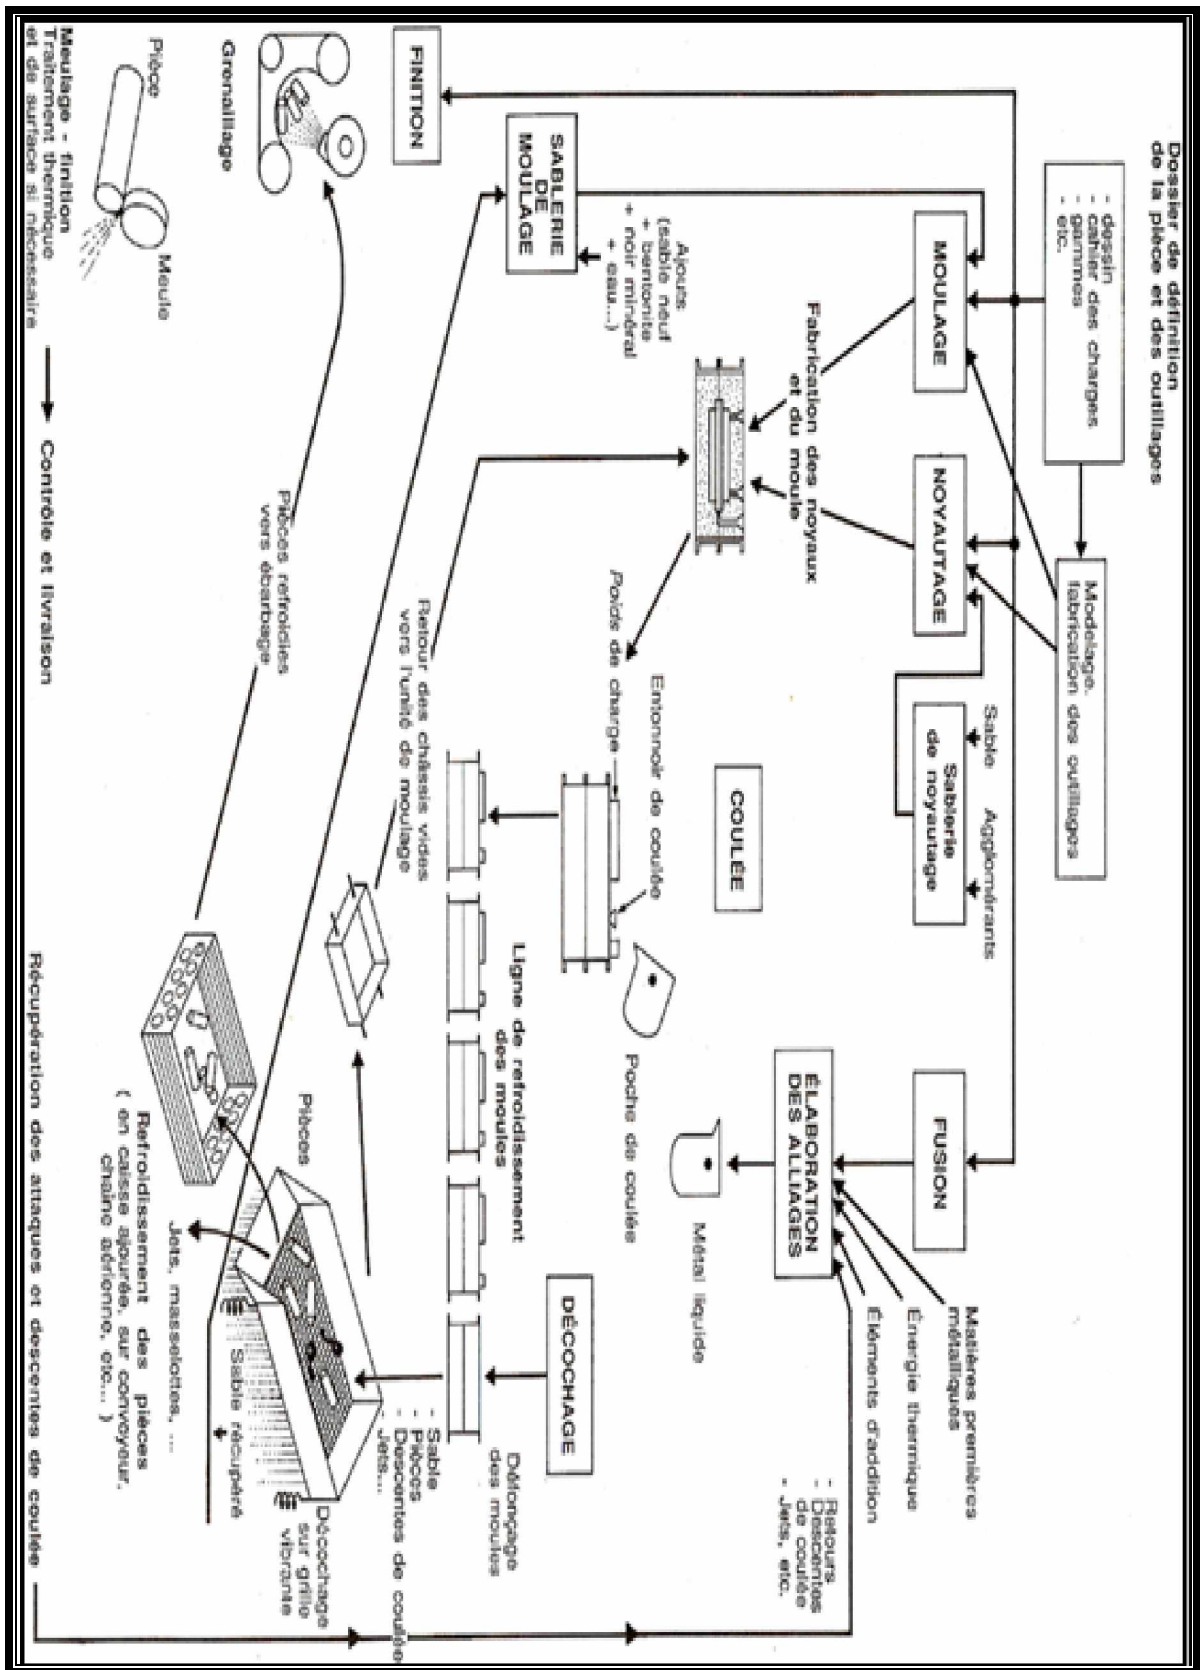 Dossier de définition
de la pièce et des outillages
- dessin
- cahier des charges
- gammes
- etc.
Modelage,
fabrication des outillages
MOULAGE
NOYAUTAGE
Sable
Agglomérants
Sablerie
de noyautage
FUSION
Matières premières
métalliques
Énergie thermique
Éléments d'addition
- Retours
- Descentes
de coulée
- Jets, etc.
ÉLABORATION
DES ALLIAGES
Métal liquide
Fabrication des noyaux
et du moule
COULÉE
Poche de coulée
Entonnoir de coulée
Poids de charge
SABLERIE
DE
MOULAGE
Ajouts
(sable neuf
+ bentonite
+ noir minéral
+ eau...)
FINITION
DÉCOCHAGE
Défonçage
des moules
Ligne de refroidissement
des moules
Retour des châssis vides
vers l'unité de moulage
- Sable
- Pièces
- Descentes de coulée
- Jets...
Décochage
sur grille
vibrante
Pièces
Sable récupéré
Jets, masselottes, ...
Refroidissement des pièces
( en caisse ajourée, sur convoyeur,
chaîne aérienne, etc... )
Pièces refroidies
vers ébarbage
Grenaillage
Pièce
Meule
Meulage - finition
Traitement thermique
et de surface si nécessaire
Contrôle et livraison
Récupération des attaques et descentes de coulée